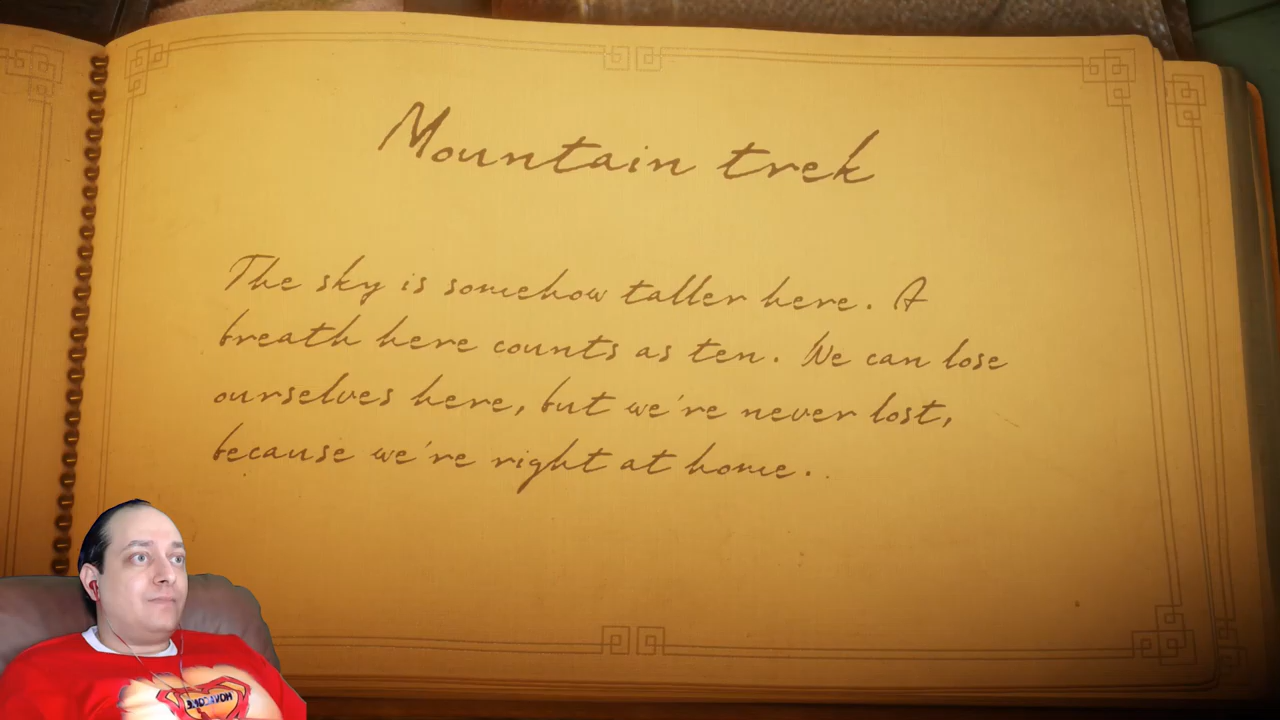 Mountain trek
The sky is somehow taller here. A
breath here counts as ten. We can lose
ourselves here, but we're never lost,
because we're right at home.